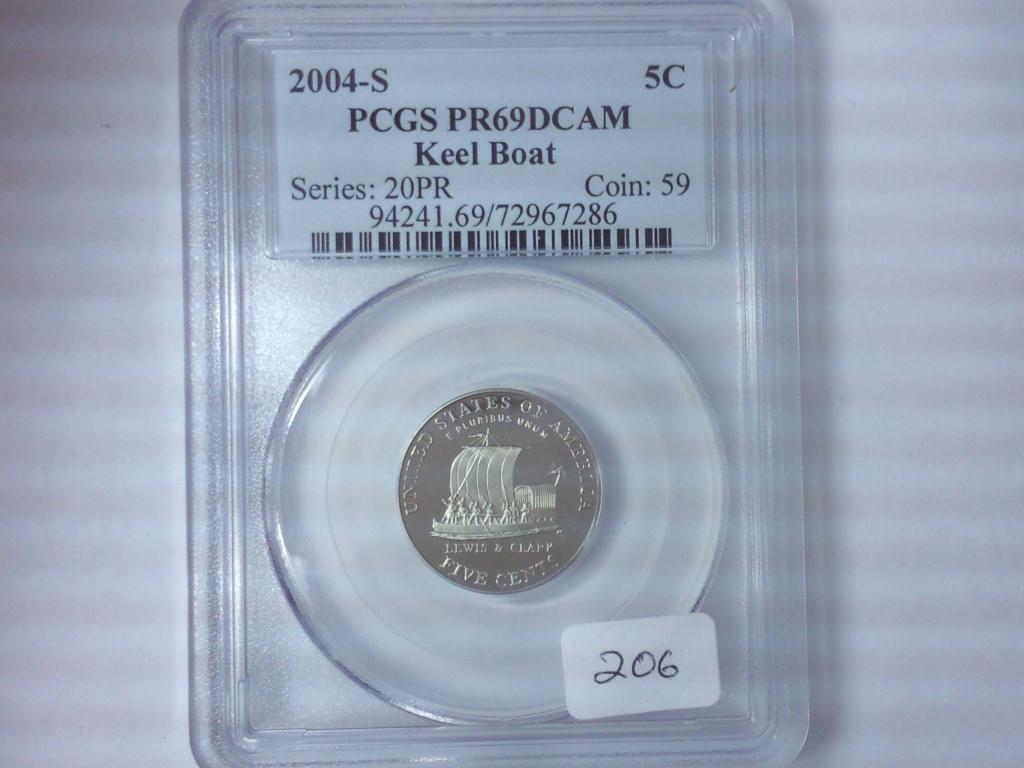 2004-S 5C
PCGS PR69DCAM
Keel Boat
Series: 20PR Coin: 59
94241.69/72967286
UNITED STATES OF AMERICA
E PLURIBUS UNUM
LEWIS & CLARK
FIVE CENTS
206